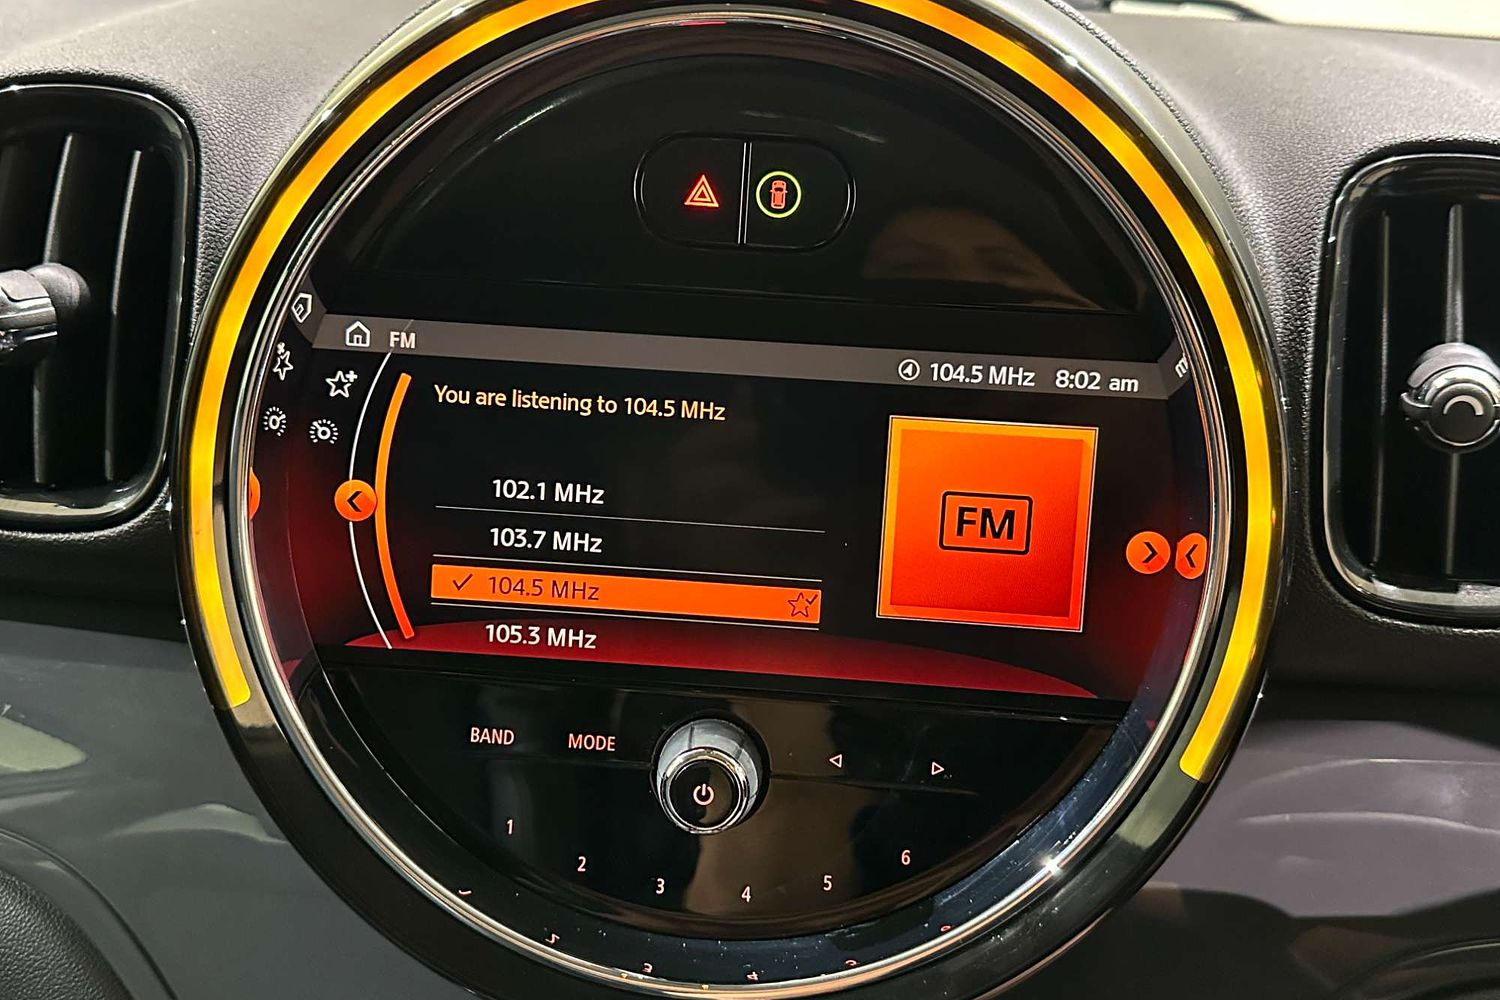 FM
104.5 MHz 8:02 am
You are listening to 104.5 MHz
102.1 MHz
103.7 MHz
104.5 MHz
105.3 MHz
FM
BAND MODE
1 2 3 4 5 6